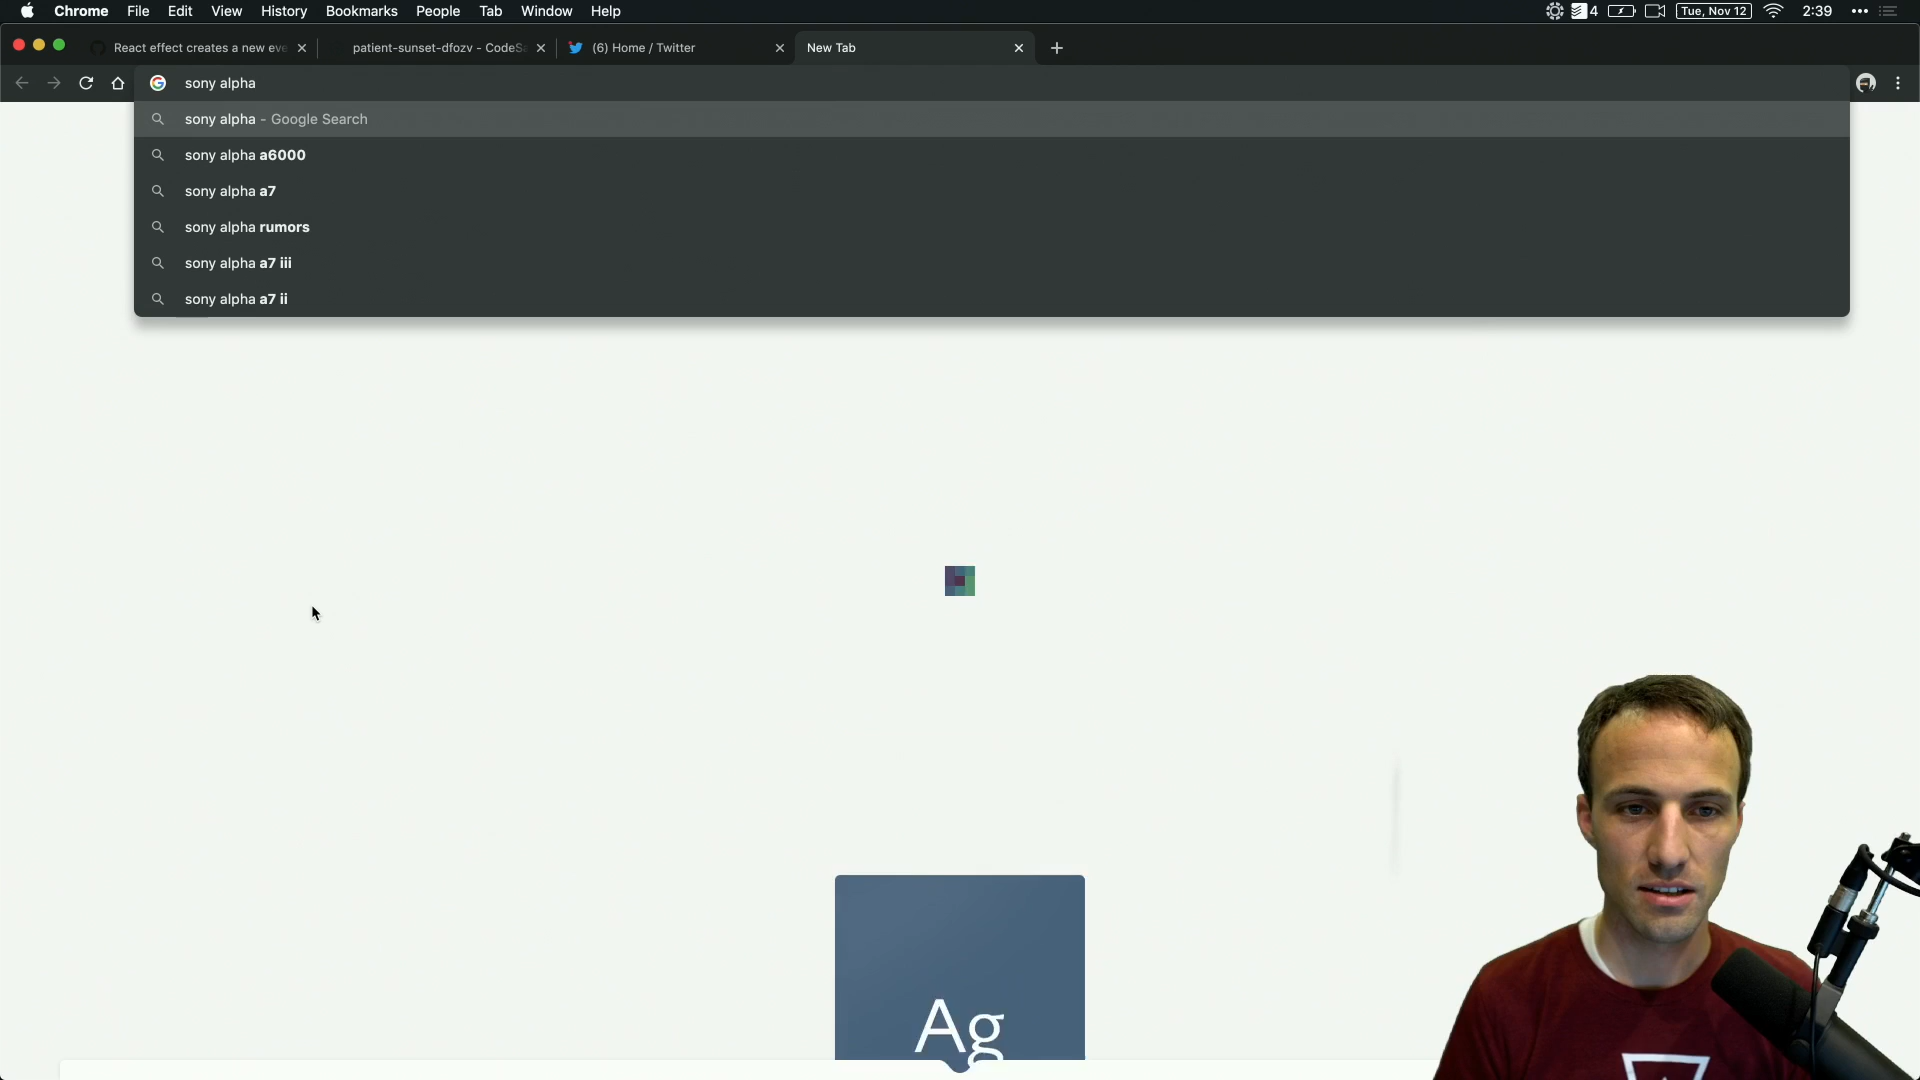 Chrome File Edit View History Bookmarks People Tab Window Help 4 Tue, Nov 12 2:39
React effect creates a new eve patient-sunset-dfozv - CodeSa (6) Home / Twitter New Tab
sony alpha
sony alpha - Google Search
sony alpha a6000
sony alpha a7
sony alpha rumors
sony alpha a7 iii
sony alpha a7 ii
Ag